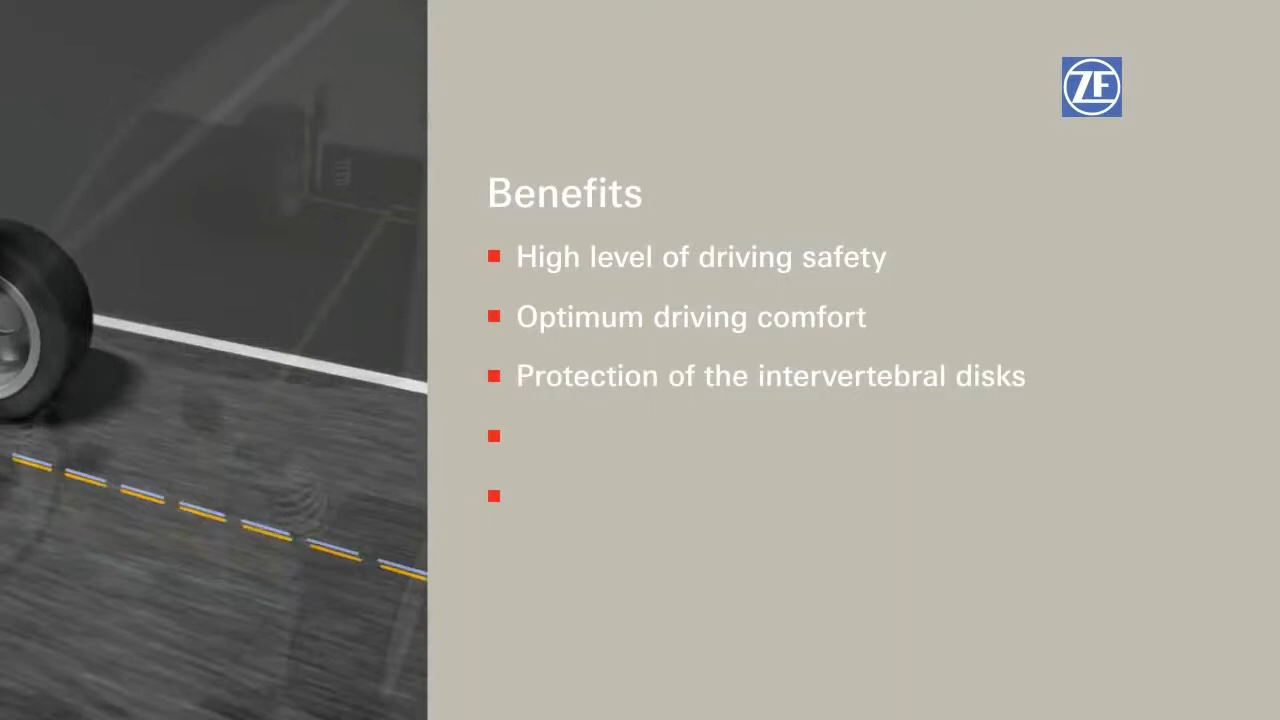 ZF
Benefits
High level of driving safety
Optimum driving comfort
Protection of the intervertebral disks